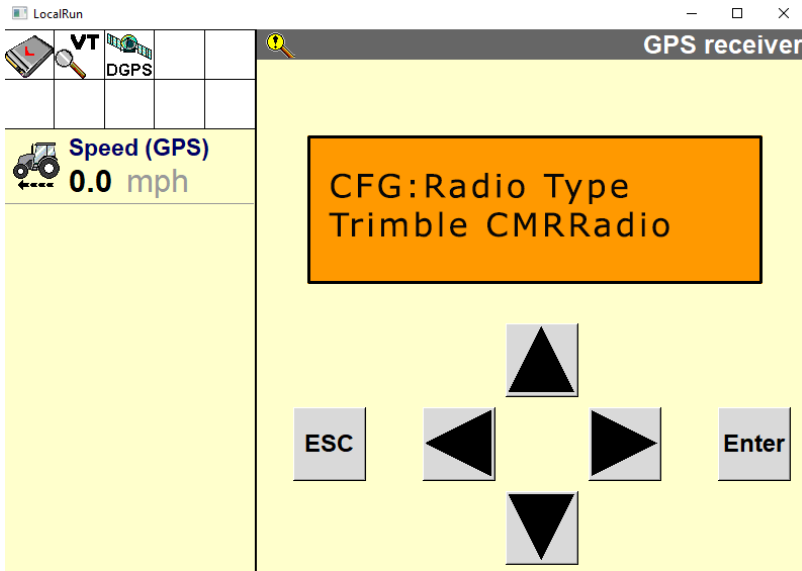 LocalRun
VT
DGPS
GPS receiver
Speed (GPS)
0.0 mph
CFG:Radio Type
Trimble CMRRadio
ESC
Enter